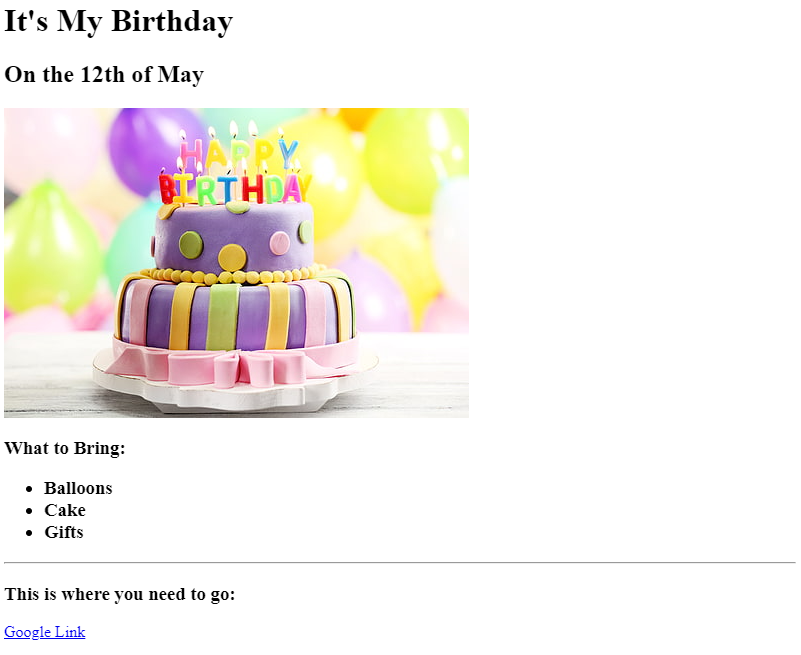 It's My Birthday
On the 12th of May
HAPPY
BIRTHDAY
What to Bring:
Balloons
Cake
Gifts
This is where you need to go:
Google Link